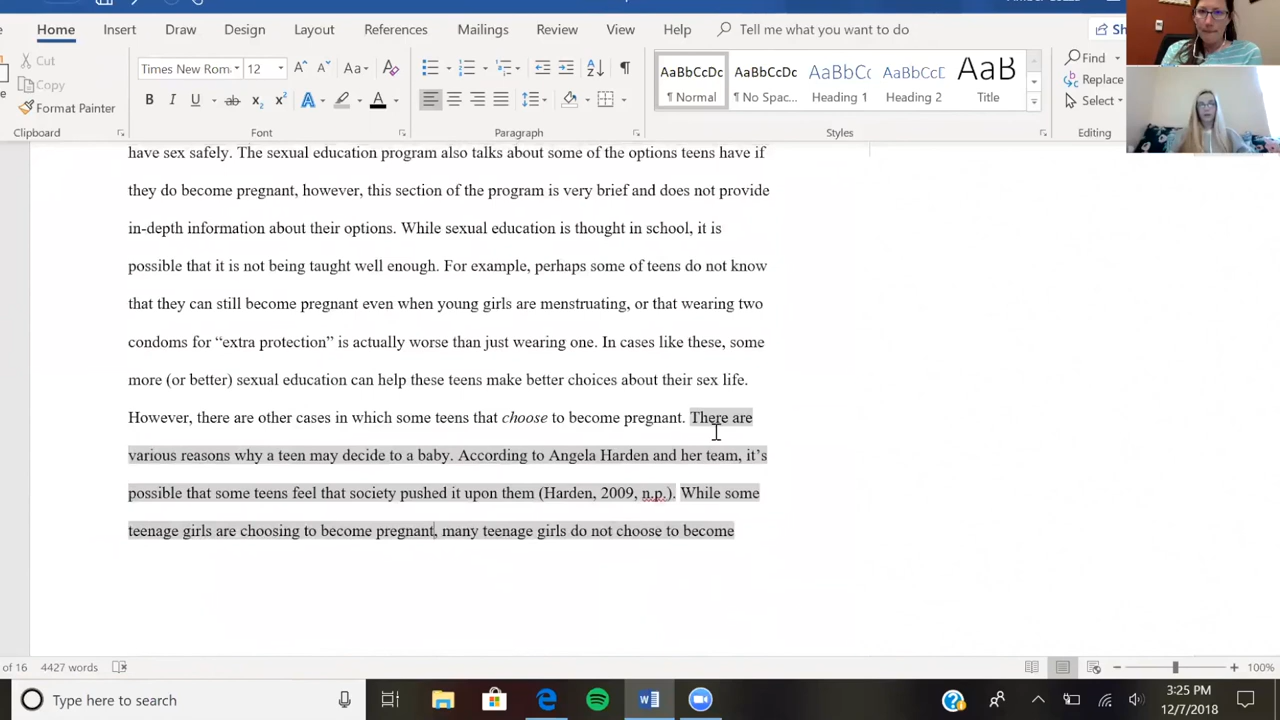 Home Insert Draw Design Layout References Mailings Review View Help Tell me what you want to do Sh
Cut
Copy
Format Painter
Clipboard
Times New Rom 12 Aa
B I U ab x₂ x² A A
Font
Paragraph
AaBbCcDc AaBbCcDc AaBbCc AaBbCcD AaB
¶ Normal ¶ No Spac... Heading 1 Heading 2 Title
Styles
Find
Replace
Select
Editing
have sex safely. The sexual education program also talks about some of the options teens have if
they do become pregnant, however, this section of the program is very brief and does not provide
in-depth information about their options. While sexual education is thought in school, it is
possible that it is not being taught well enough. For example, perhaps some of teens do not know
that they can still become pregnant even when young girls are menstruating, or that wearing two
condoms for “extra protection” is actually worse than just wearing one. In cases like these, some
more (or better) sexual education can help these teens make better choices about their sex life.
However, there are other cases in which some teens that choose to become pregnant. There are
various reasons why a teen may decide to a baby. According to Angela Harden and her team, it’s
possible that some teens feel that society pushed it upon them (Harden, 2009, n.p.). While some
teenage girls are choosing to become pregnant, many teenage girls do not choose to become
of 16 4427 words 100%
Type here to search
3:25 PM
12/7/2018